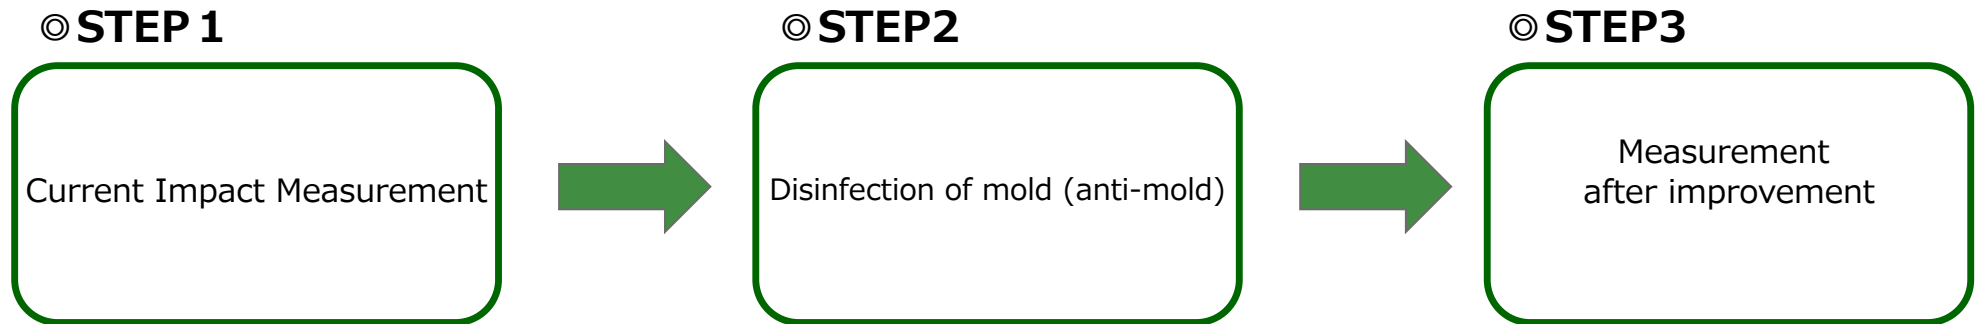 ◎STEP 1
Current Impact Measurement
◎STEP2
Disinfection of mold (anti-mold)
◎STEP3
Measurement
after improvement